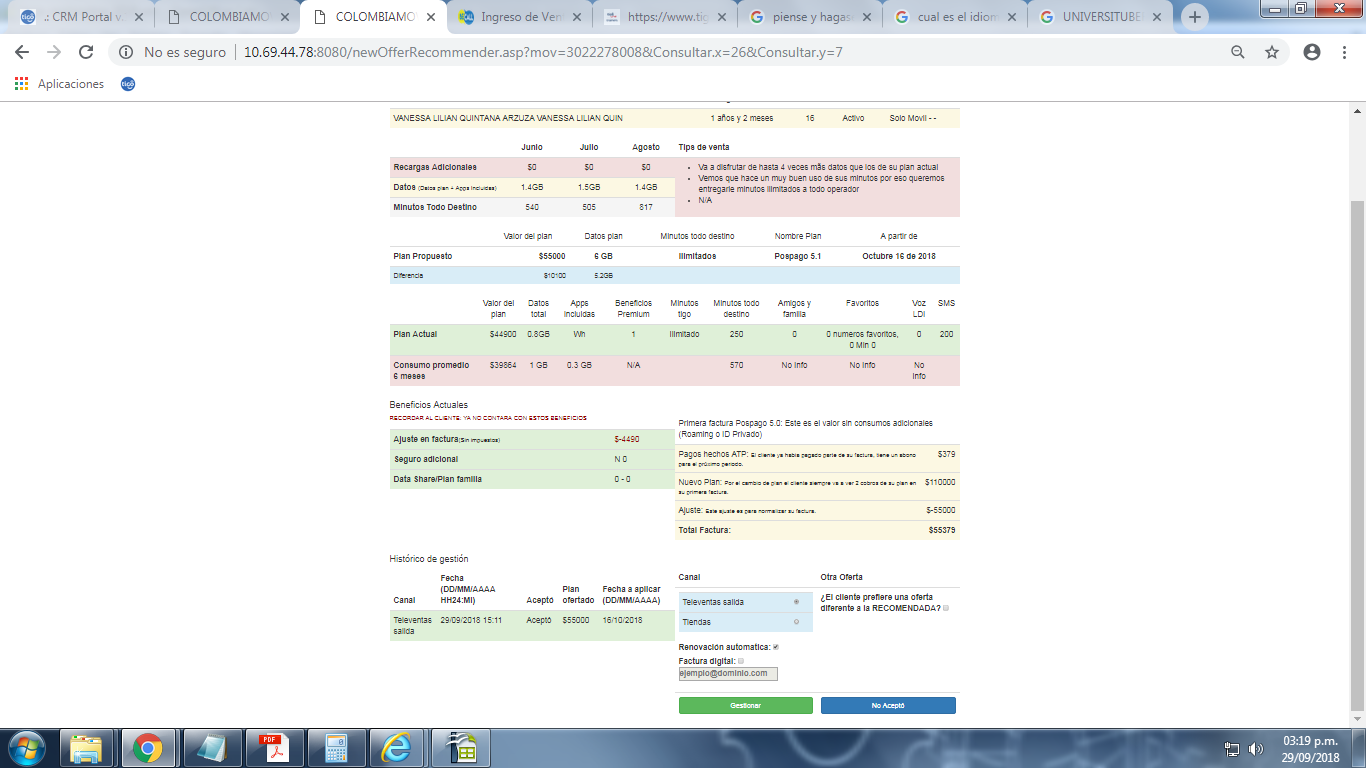 .: CRM Portal v.
COLOMBIAMO
COLOMBIAMO
Ingreso de Ven
https://www.tig
piense y hagas
cual es el idiom
UNIVERSITUBE
No es seguro
10.69.44.78:8080/newOfferRecommender.asp?mov=3022278008&Consultar.x=26&Consultar.y=7
Aplicaciones
tigo
VANESSA LILIAN QUINTANA ARZUZA VANESSA LILIAN QUIN 1 años y 2 meses 16 Activo Solo Movil - -
Junio Julio Agosto
Recargas Adicionales $0 $0 $0
Datos (Datos plan + Apps incluidas) 1.4GB 1.5GB 1.4GB
Minutos Todo Destino 540 505 817
Tips de venta
Va a disfrutar de hasta 4 veces mãs datos que los de su plan actual
Vemos que hace un muy buen uso de sus minutos por eso queremos
entregarle minutos ilimitados a todo operador
N/A
Valor del plan Datos plan Minutos todo destino Nombre Plan A partir de
Plan Propuesto $55000 6 GB Ilimitados Pospago 5.1 Octubre 16 de 2018
Diferencia $10100 5.2GB
Valor del plan Datos total Apps incluidas Beneficios Premium Minutos tigo Minutos todo destino Amigos y familia Favoritos Voz LDI SMS
Plan Actual $44900 0.8GB Wh 1 Ilimitado 250 0 0 numeros favoritos, 0 Min 0 0 200
Consumo promedio 6 meses $39864 1 GB 0.3 GB N/A 570 No Info No Info No Info
Beneficios Actuales
RECORDAR AL CLIENTE: YA NO CONTARA CON ESTOS BENEFICIOS
Ajuste en factura(Sin impuestos) $-4490
Seguro adicional N 0
Data Share/Plan familia 0 - 0
Primera factura Pospago 5.0: Este es el valor sin consumos adicionales
(Roaming o ID Privado)
Pagos hechos ATP: El cliente ya había pagado parte de su factura, tiene un abono $379
para el próximo periodo.
Nuevo Plan: Por el cambio de plan el cliente siempre va a ver 2 cobros de su plan en $110000
su primera factura.
Ajuste: Este ajuste es para normalizar su factura. $-55000
Total Factura: $55379
Histórico de gestión
Canal Fecha (DD/MM/AAAA HH24:MI) Aceptó Plan ofertado Fecha a aplicar (DD/MM/AAAA)
Televentas salida 29/09/2018 15:11 Aceptó $55000 16/10/2018
Canal
Televentas salida
Tiendas
Otra Oferta
¿El cliente prefiere una oferta
diferente a la RECOMENDADA?
Renovación automatica:
Factura digital:
ejemplo@dominio.com
Gestionar
No Aceptó
PDF
03:19 p.m.
29/09/2018